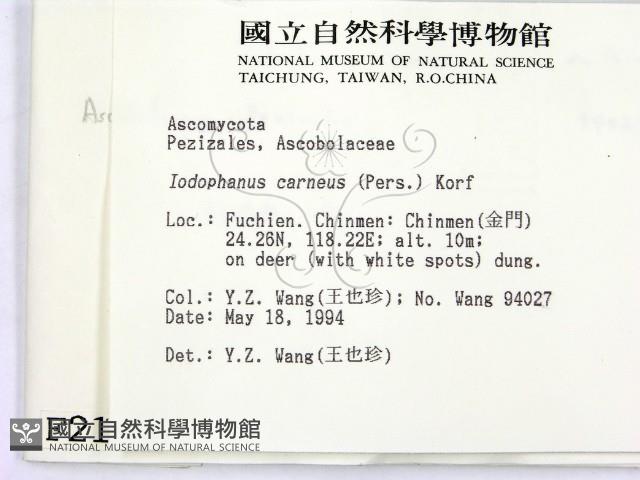 國立自然科學博物館
NATIONAL MUSEUM OF NATURAL SCIENCE
TAICHUNG, TAIWAN, R.O.CHINA
Ascomycota
Pezizales, Ascobolaceae
Iodophanus carneus (Pers.) Korf
Loc.: Fuchien. Chinmen: Chinmen(金門)
24.26N, 118.22E; alt. 10m;
on deer (with white spots) dung.
Col.: Y.Z. Wang(王也珍); No. Wang 94027
Date: May 18, 1994
Det.: Y.Z. Wang(王也珍)
F21
國立自然科學博物館
NATIONAL MUSEUM OF NATURAL SCIENCE